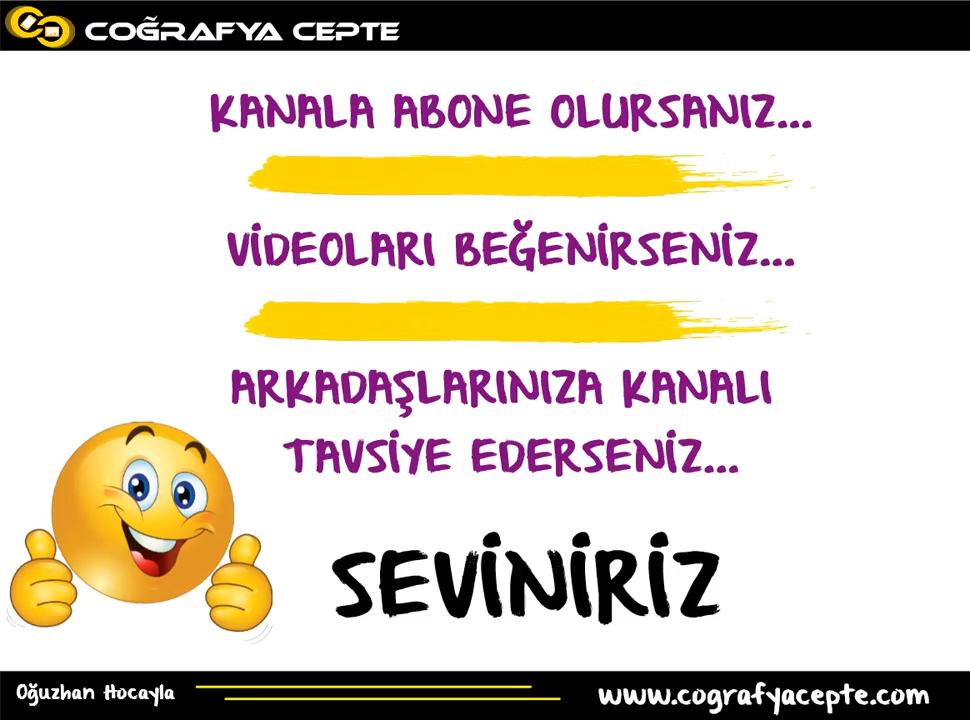 COĞRAFYA CEPTE
KANALA ABONE OLURSANIZ...
VİDEOLARI BEĞENİRSENİZ...
ARKADAŞLARINIZA KANALI
TAVSİYE EDERSENİZ...
SEVİNİRİZ
Oğuzhan Hocayla
www.cografyacepte.com